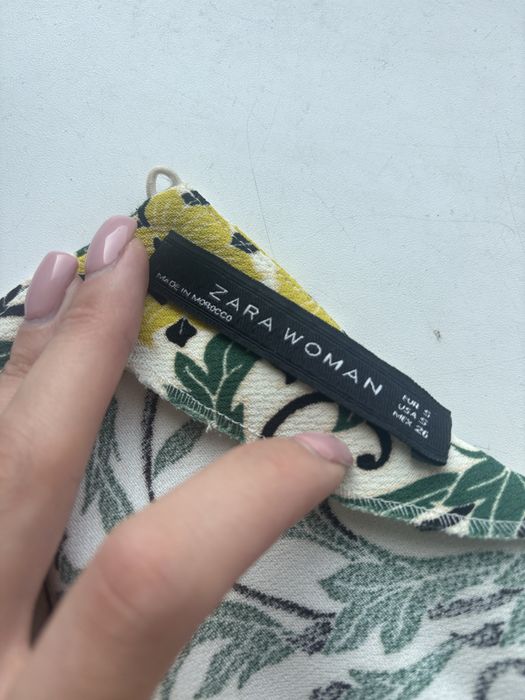 ZARA WOMAN
MADE IN MOROCCO
EUR S
USA S
MEX 26